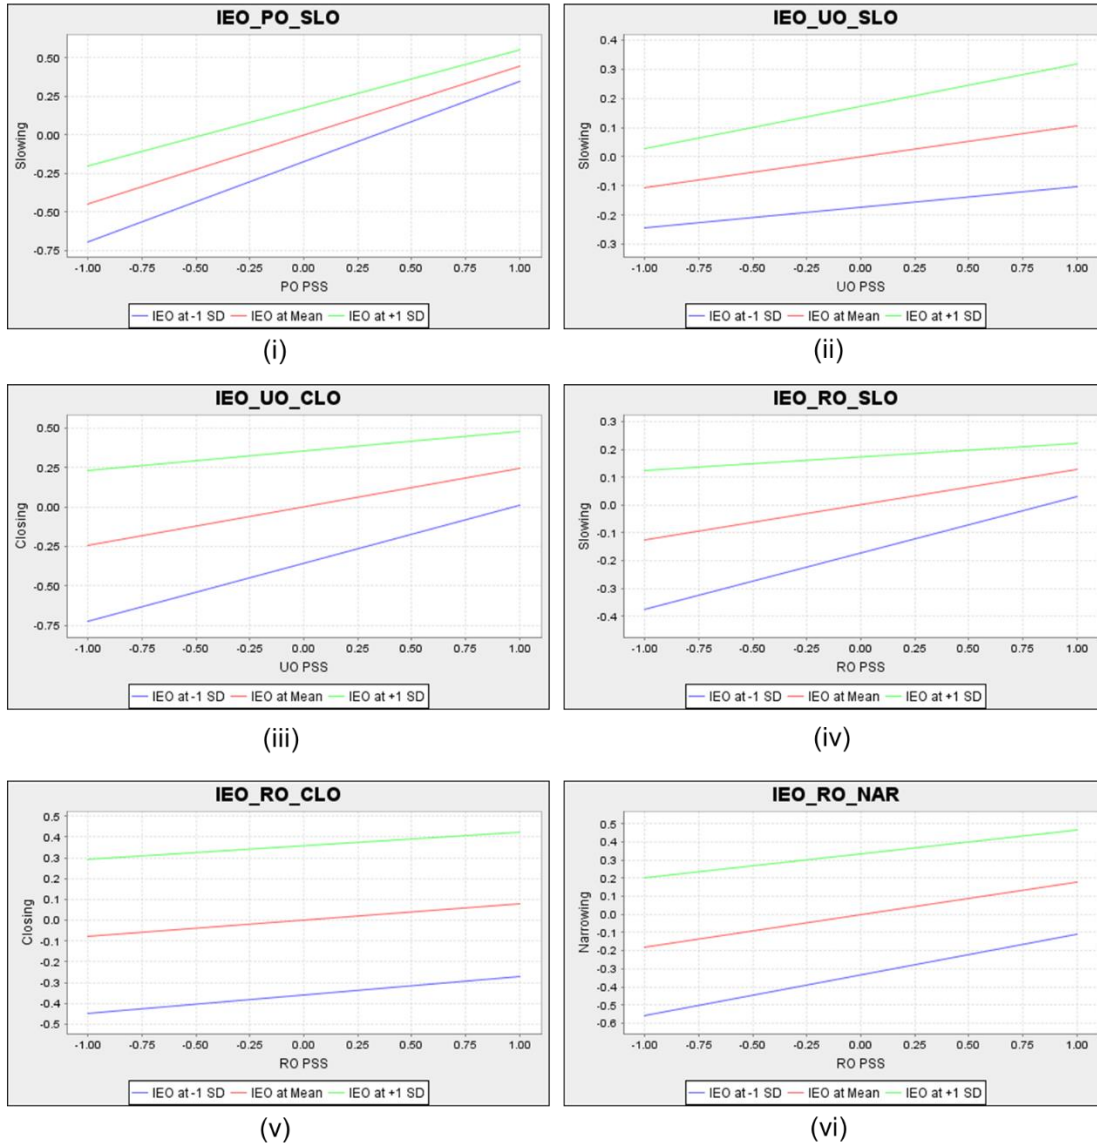 IEO_PO_SLO
0.50
0.25
0.00
-0.25
-0.50
-0.75
Slowing
-1.00 -0.75 -0.50 -0.25 0.00 0.25 0.50 0.75 1.00
PO PSS
IEO at -1 SD IEO at Mean IEO at +1 SD
(i)
IEO_UO_SLO
0.4
0.3
0.2
0.1
0.0
-0.1
-0.2
-0.3
Slowing
-1.00 -0.75 -0.50 -0.25 0.00 0.25 0.50 0.75 1.00
UO PSS
IEO at -1 SD IEO at Mean IEO at +1 SD
(ii)
IEO_UO_CLO
0.50
0.25
0.00
-0.25
-0.50
-0.75
Closing
-1.00 -0.75 -0.50 -0.25 0.00 0.25 0.50 0.75 1.00
UO PSS
IEO at -1 SD IEO at Mean IEO at +1 SD
(iii)
IEO_RO_SLO
0.3
0.2
0.1
0.0
-0.1
-0.2
-0.3
-0.4
Slowing
-1.00 -0.75 -0.50 -0.25 0.00 0.25 0.50 0.75 1.00
RO PSS
IEO at -1 SD IEO at Mean IEO at +1 SD
(iv)
IEO_RO_CLO
0.5
0.4
0.3
0.2
0.1
0.0
-0.1
-0.2
-0.3
-0.4
-0.5
Closing
-1.00 -0.75 -0.50 -0.25 0.00 0.25 0.50 0.75 1.00
RO PSS
IEO at -1 SD IEO at Mean IEO at +1 SD
(v)
IEO_RO_NAR
0.5
0.4
0.3
0.2
0.1
0.0
-0.1
-0.2
-0.3
-0.4
-0.5
-0.6
Narrowing
-1.00 -0.75 -0.50 -0.25 0.00 0.25 0.50 0.75 1.00
RO PSS
IEO at -1 SD IEO at Mean IEO at +1 SD
(vi)